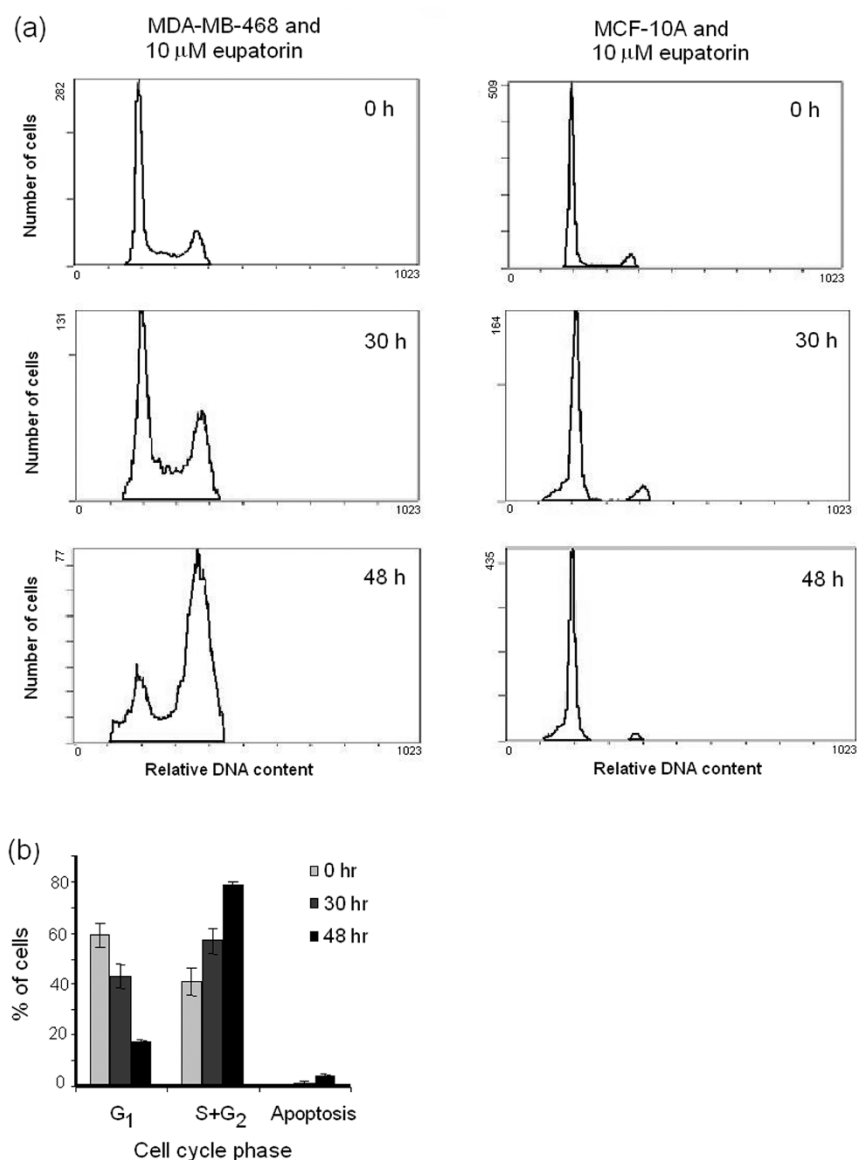 (a)
MDA-MB-468 and
10 μM eupatorin
MCF-10A and
10 μM eupatorin
282
Number of cells
0 h
0
1023
509
0 h
0
1023
131
Number of cells
30 h
0
1023
164
30 h
0
1023
77
Number of cells
48 h
0
1023
Relative DNA content
435
48 h
0
1023
Relative DNA content
(b)
% of cells
80
60
40
20
0
0 hr
30 hr
48 hr
G1
S+G2
Apoptosis
Cell cycle phase